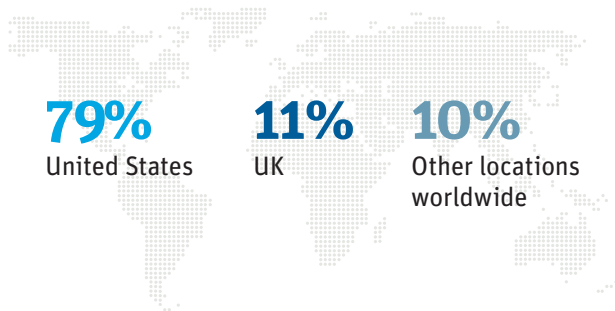 79%
United States
11%
UK
10%
Other locations
worldwide